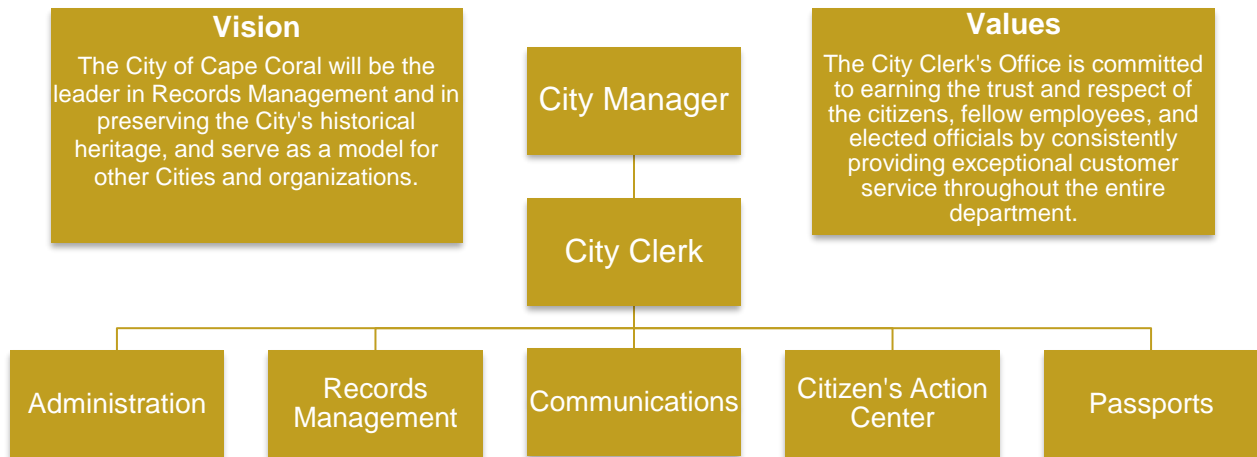 Vision
The City of Cape Coral will be the
leader in Records Management and in
preserving the City's historical
heritage, and serve as a model for
other Cities and organizations.
City Manager
Values
The City Clerk's Office is committed
to earning the trust and respect of
the citizens, fellow employees, and
elected officials by consistently
providing exceptional customer
service throughout the entire
department.
City Clerk
Administration
Records
Management
Communications
Citizen's Action
Center
Passports